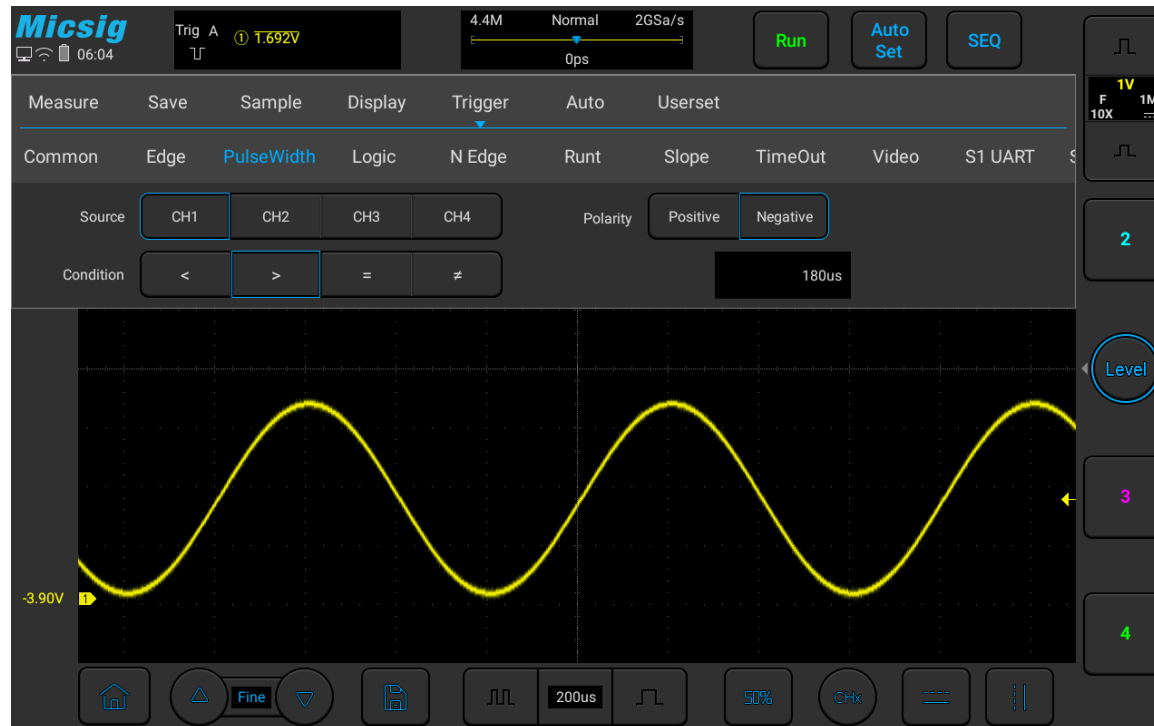 Micsig
06:04
Trig A ① 1.692V
4.4M Normal 2GSa/s
0ps
Run
Auto Set
SEQ
1V
F 1M
10X
Measure Save Sample Display Trigger Auto Userset
Common Edge PulseWidth Logic N Edge Runt Slope TimeOut Video S1 UART
Source CH1 CH2 CH3 CH4 Polarity Positive Negative
Condition < > = ≠ 180us
2
Level
3
-3.90V 1
4
Fine 200us 50% CHx